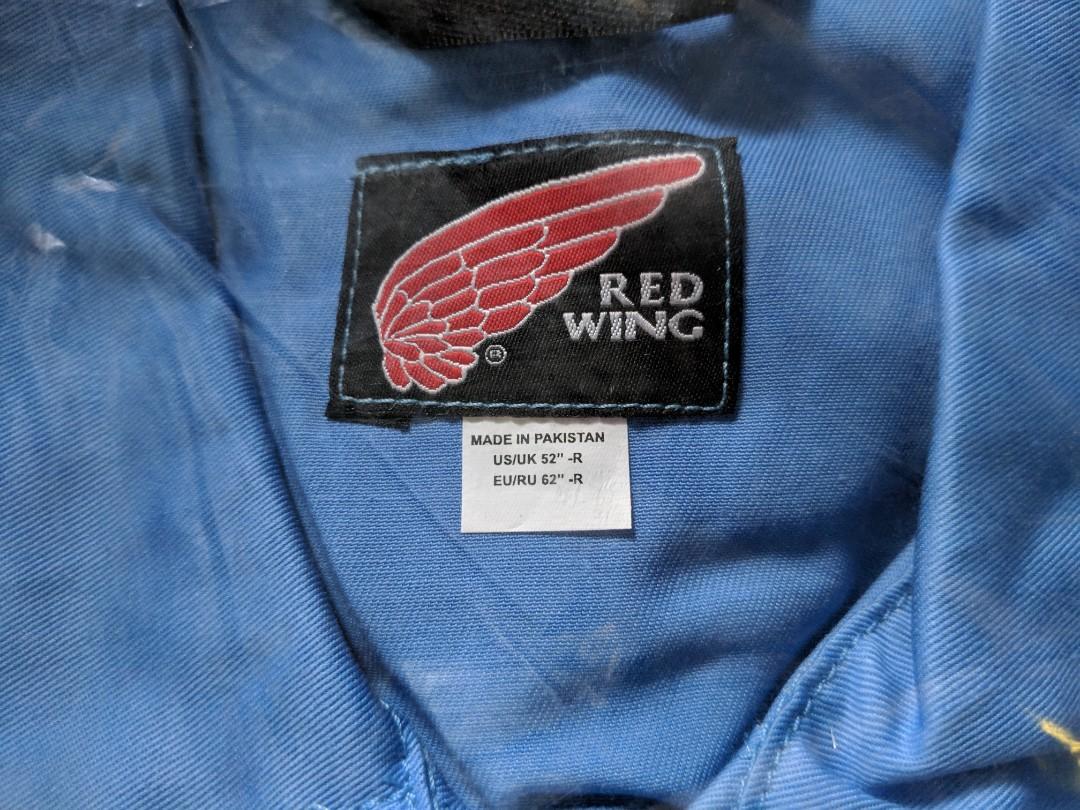 RED
WING
®
MADE IN PAKISTAN
US/UK 52" -R
EU/RU 62" -R